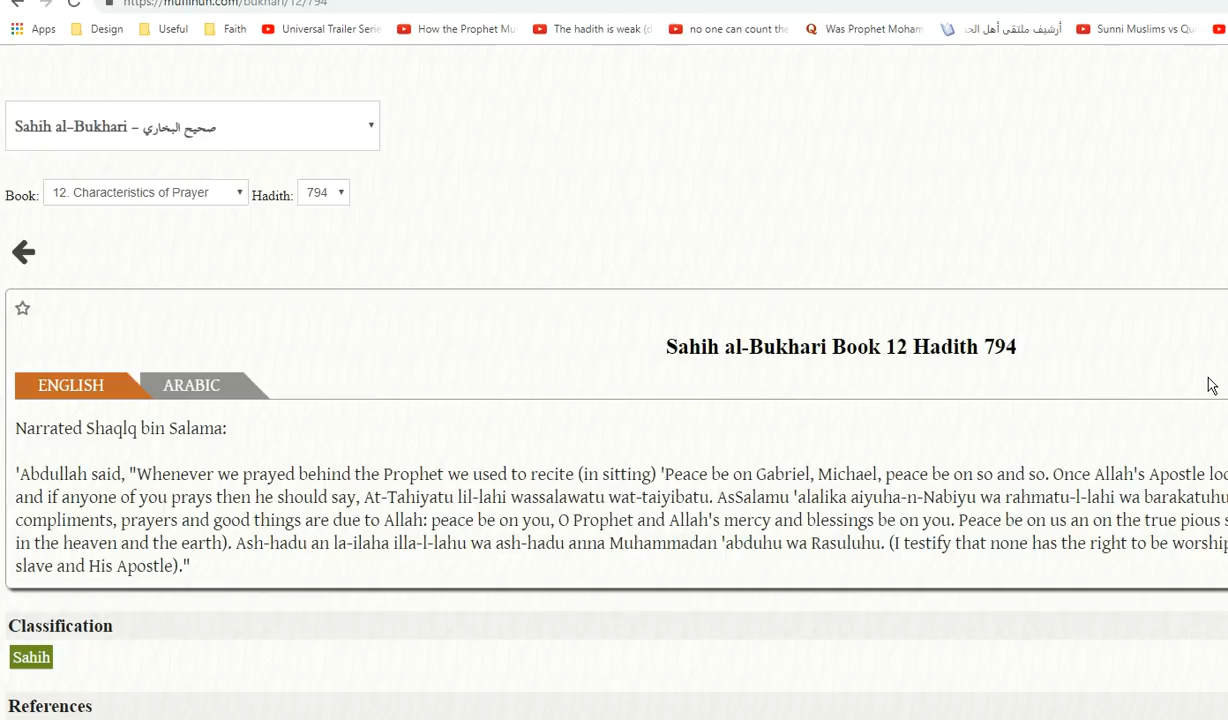 https://muflihun.com/bukhari/12/794
Apps Design Useful Faith Universal Trailer Serie How the Prophet Mu The hadith is weak (d no one can count the Was Prophet Moham أرشيف ملتقى أهل الحد Sunni Muslims vs Qu
Sahih al-Bukhari - صحيح البخاري
Book: 12. Characteristics of Prayer Hadith: 794
Sahih al-Bukhari Book 12 Hadith 794
ENGLISH ARABIC
Narrated Shaqlq bin Salama:
'Abdullah said, "Whenever we prayed behind the Prophet we used to recite (in sitting) 'Peace be on Gabriel, Michael, peace be on so and so. Once Allah's Apostle loo
and if anyone of you prays then he should say, At-Tahiyatu lil-lahi wassalawatu wat-taiyibatu. AsSalamu 'alalika aiyuha-n-Nabiyu wa rahmatu-l-lahi wa barakatuhu
compliments, prayers and good things are due to Allah: peace be on you, O Prophet and Allah's mercy and blessings be on you. Peace be on us an on the true pious s
in the heaven and the earth). Ash-hadu an la-ilaha illa-l-lahu wa ash-hadu anna Muhammadan 'abduhu wa Rasuluhu. (I testify that none has the right to be worship
slave and His Apostle)."
Classification
Sahih
References